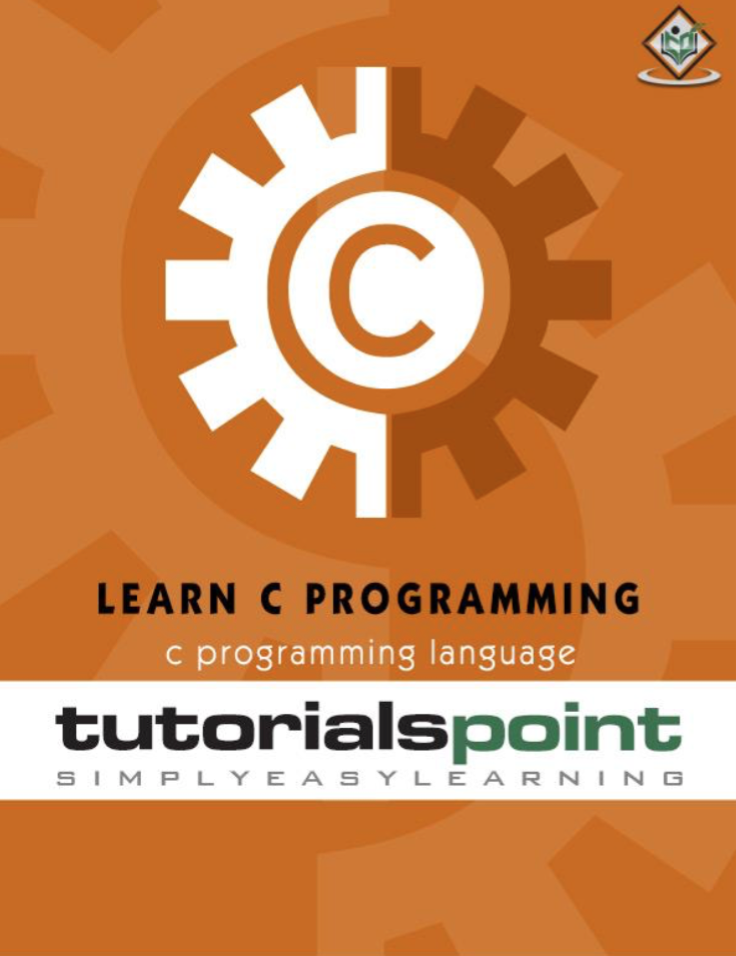 C
LEARN C PROGRAMMING
c programming language
tutorialspoint
SIMPLYEASYLEARNING